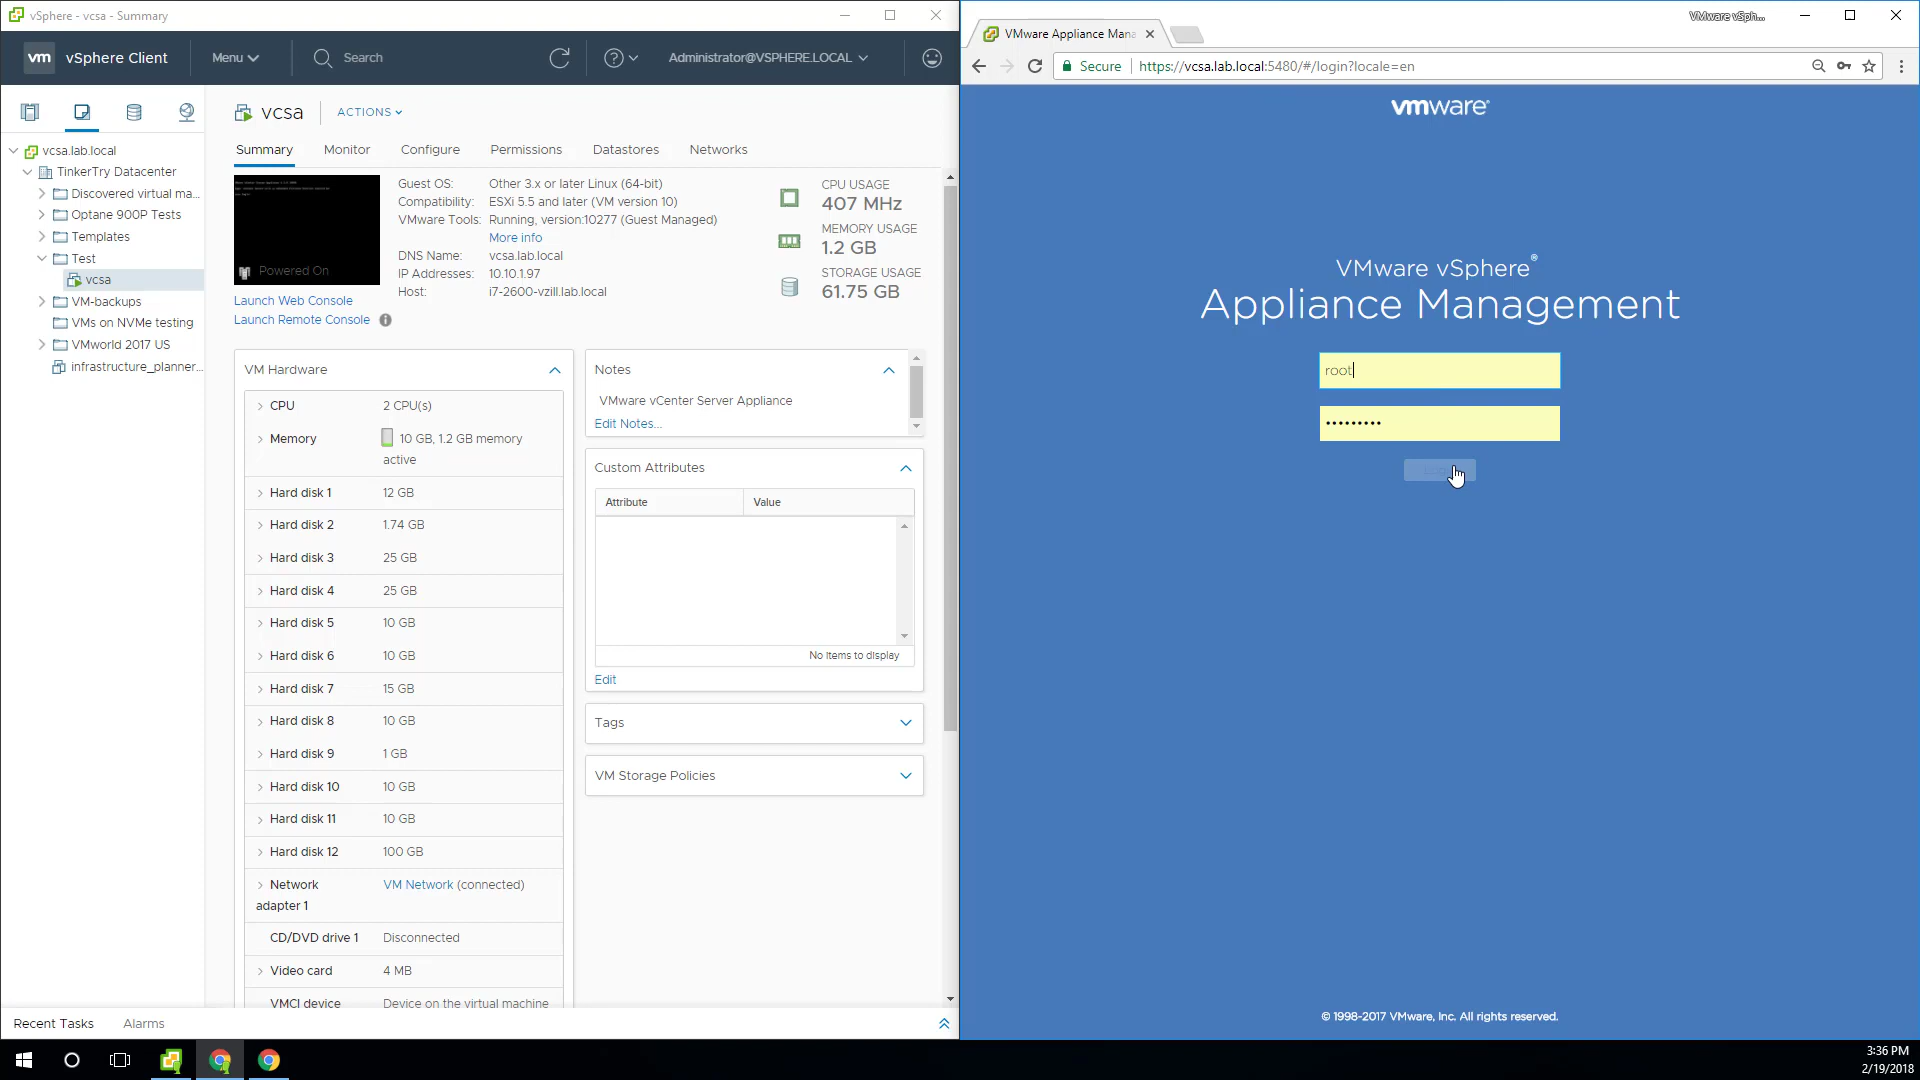 vSphere - vcsa - Summary
vm vSphere Client
Menu
Search
Administrator@VSPHERE.LOCAL
vcsa.lab.local
TinkerTry Datacenter
Discovered virtual ma...
Optane 900P Tests
Templates
Test
vcsa
VM-backups
VMs on NVMe testing
VMworld 2017 US
infrastructure_planner...
vcsa
ACTIONS
Summary
Monitor
Configure
Permissions
Datastores
Networks
Powered On
Launch Web Console
Launch Remote Console
Guest OS: Other 3.x or later Linux (64-bit)
Compatibility: ESXi 5.5 and later (VM version 10)
VMware Tools: Running, version:10277 (Guest Managed)
More info
DNS Name: vcsa.lab.local
IP Addresses: 10.10.1.97
Host: i7-2600-vzill.lab.local
CPU USAGE
407 MHz
MEMORY USAGE
1.2 GB
STORAGE USAGE
61.75 GB
VM Hardware
CPU 2 CPU(s)
Memory 10 GB, 1.2 GB memory
active
Hard disk 1 12 GB
Hard disk 2 1.74 GB
Hard disk 3 25 GB
Hard disk 4 25 GB
Hard disk 5 10 GB
Hard disk 6 10 GB
Hard disk 7 15 GB
Hard disk 8 10 GB
Hard disk 9 1 GB
Hard disk 10 10 GB
Hard disk 11 10 GB
Hard disk 12 100 GB
Network VM Network (connected)
adapter 1
CD/DVD drive 1 Disconnected
Video card 4 MB
VMCI device Device on the virtual machine
Notes
VMware vCenter Server Appliance
Edit Notes...
Custom Attributes
Attribute Value
No items to display
Edit
Tags
VM Storage Policies
Recent Tasks
Alarms
VMware vSph...
VMware Appliance Mana
Secure
https://vcsa.lab.local:5480/#/login?locale=en
vmware®
VMware vSphere®
Appliance Management
root
•••••••••
© 1998-2017 VMware, Inc. All rights reserved.
3:36 PM
2/19/2018